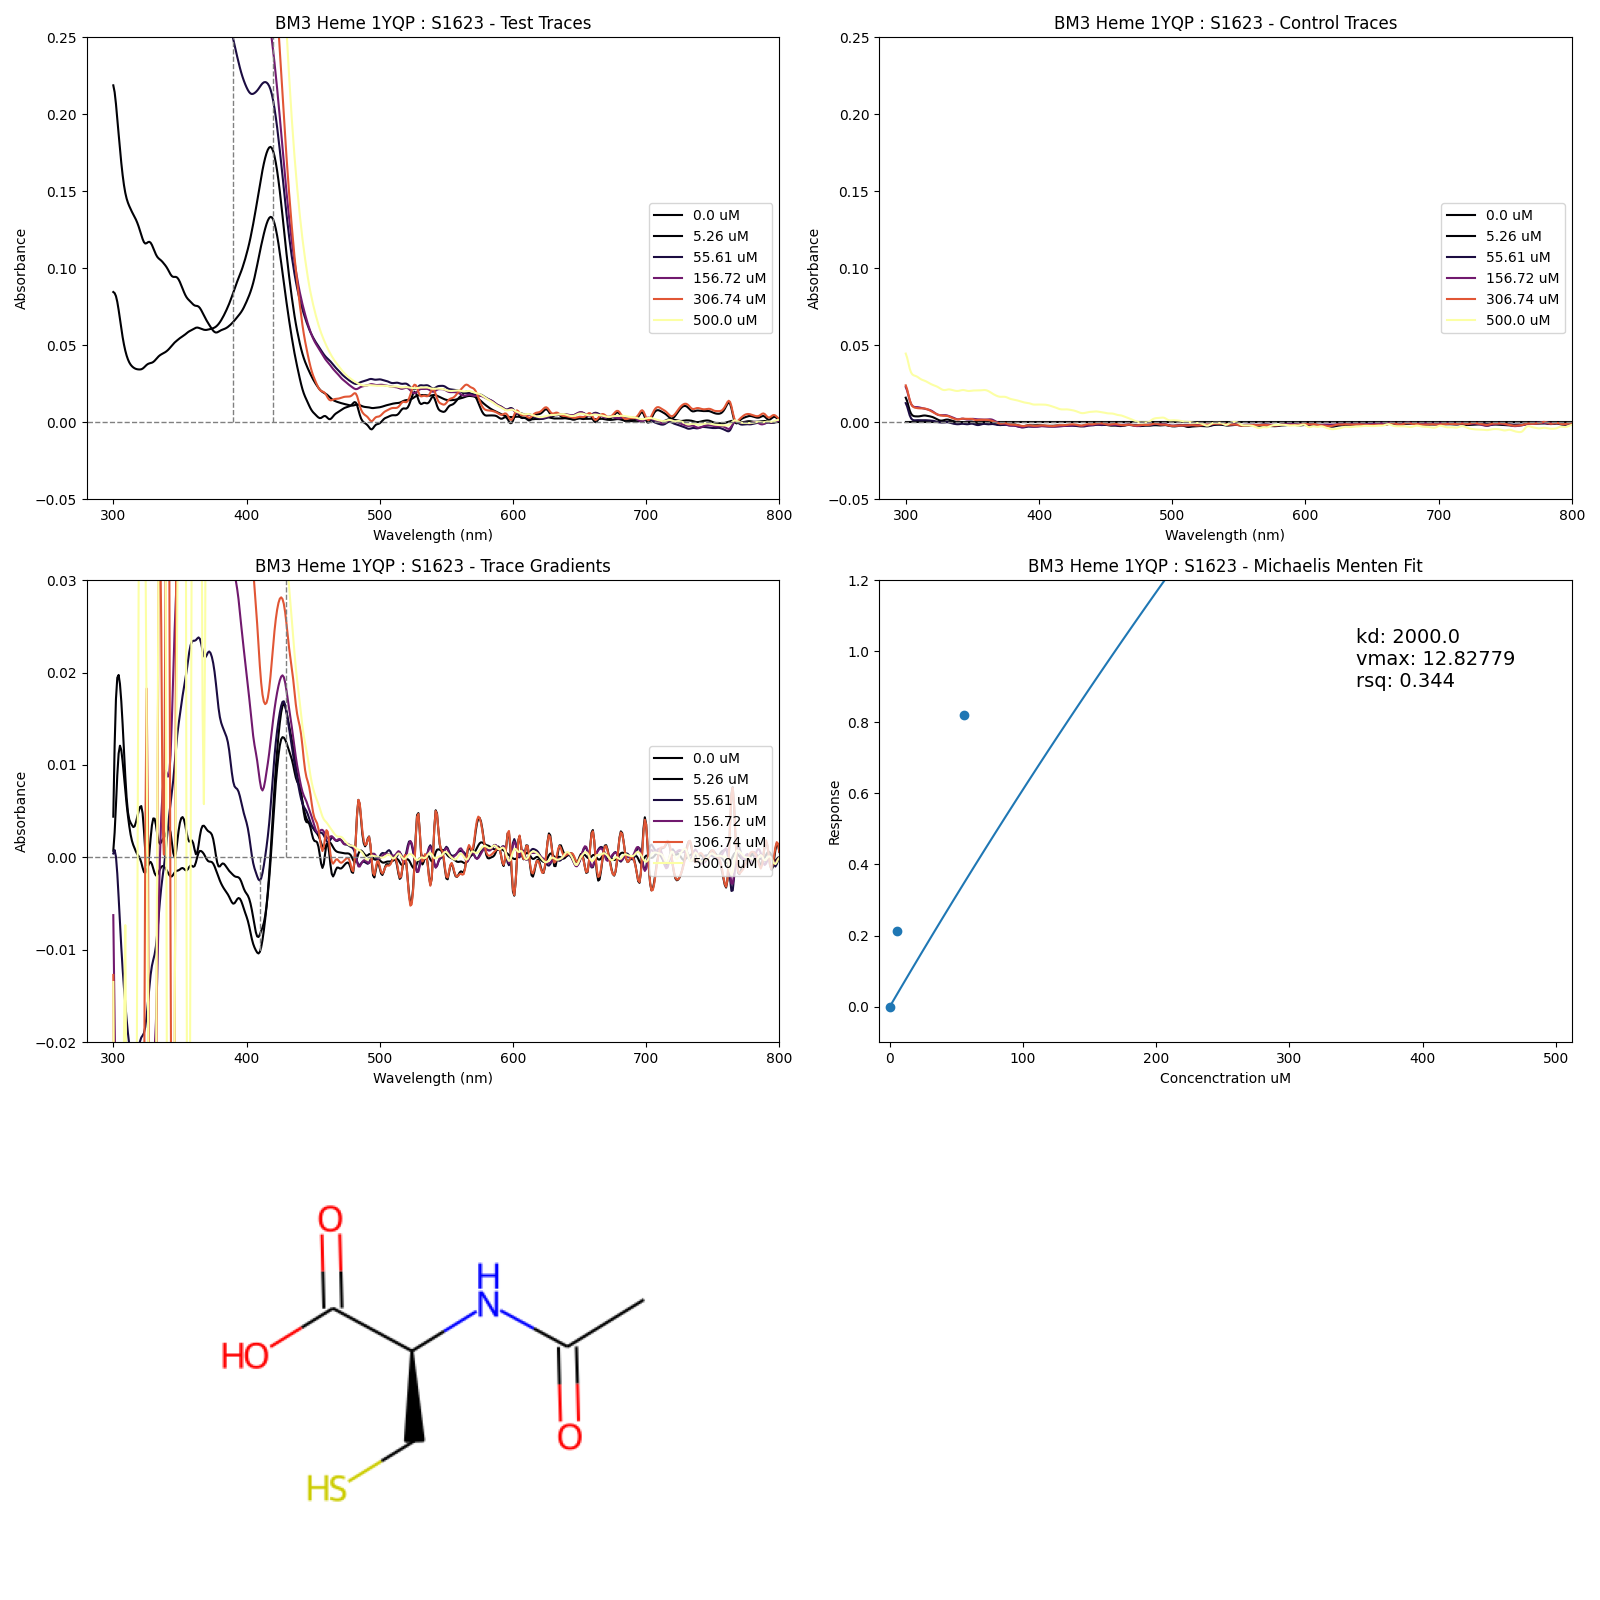 BM3 Heme 1YQP : S1623 - Test Traces
0.25
0.20
0.15
0.10
0.05
0.00
−0.05
Absorbance
300
400
500
600
700
800
Wavelength (nm)
0.0 uM
5.26 uM
55.61 uM
156.72 uM
306.74 uM
500.0 uM
BM3 Heme 1YQP : S1623 - Control Traces
0.25
0.20
0.15
0.10
0.05
0.00
−0.05
Absorbance
300
400
500
600
700
800
Wavelength (nm)
0.0 uM
5.26 uM
55.61 uM
156.72 uM
306.74 uM
500.0 uM
BM3 Heme 1YQP : S1623 - Trace Gradients
0.03
0.02
0.01
0.00
−0.01
−0.02
Absorbance
300
400
500
600
700
800
Wavelength (nm)
0.0 uM
5.26 uM
55.61 uM
156.72 uM
306.74 uM
500.0 uM
BM3 Heme 1YQP : S1623 - Michaelis Menten Fit
1.2
1.0
0.8
0.6
0.4
0.2
0.0
Response
0
100
200
300
400
500
Concenctration uM
kd: 2000.0
vmax: 12.82779
rsq: 0.344
O
H
N
HO
O
HS